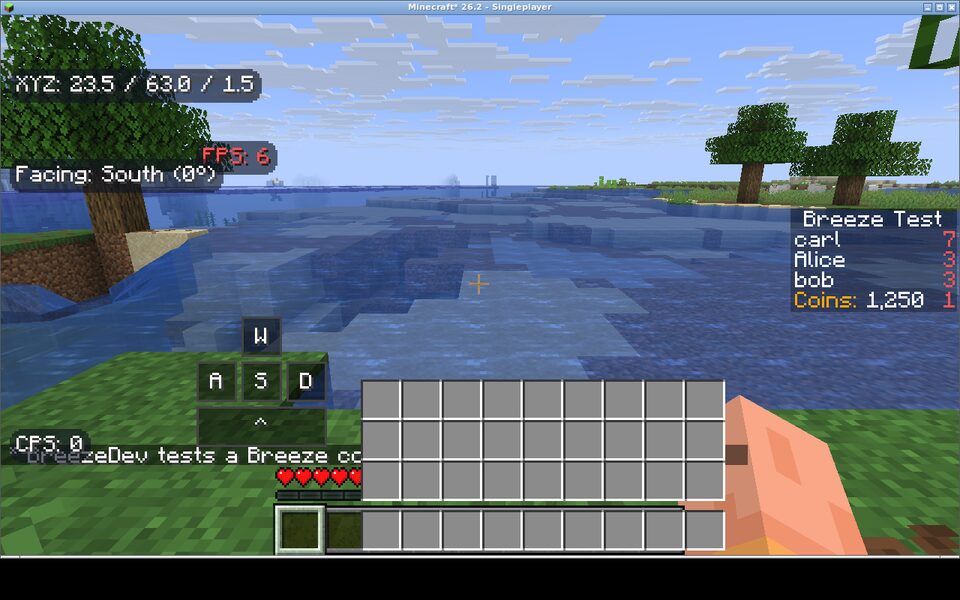 Minecraft* 26.2 - Singleplayer
XYZ: 23.5 / 63.0 / 1.5
FPS: 6
Facing: South (0°)
Breeze Test
carl 7
Alice 3
bob 3
Coins: 1,250 1
W
A S D
^
CPS: 0
BreezeDev tests a Breeze co